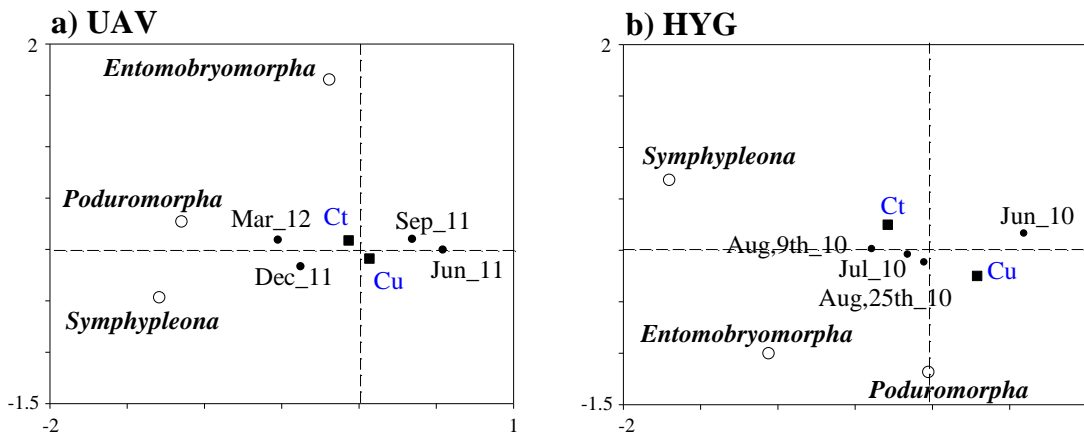 a) UAV
2
Entomobryomorpha
Poduromorpha
Mar_12
Ct
Sep_11
Dec_11
Cu
Jun_11
Symphypleona
-1.5
-2
1
b) HYG
2
Symphypleona
Ct
Jun_10
Aug,9th_10
Jul_10
Cu
Aug,25th_10
Entomobryomorpha
Poduromorpha
-1.5
-2